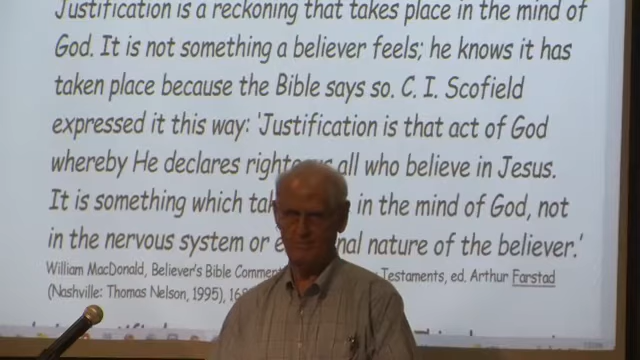 Justification is a reckoning that takes place in the mind of
God. It is not something a believer feels; he knows it has
taken place because the Bible says so. C. I. Scofield
expressed it this way: 'Justification is that act of God
whereby He declares all who believe in Jesus.
It is something which in the mind of God, not
in the nervous system or nature of the believer.'
William MacDonald, Believer's Bible Testaments, ed. Arthur Farstad
(Nashville: Thomas Nelson, 1995),